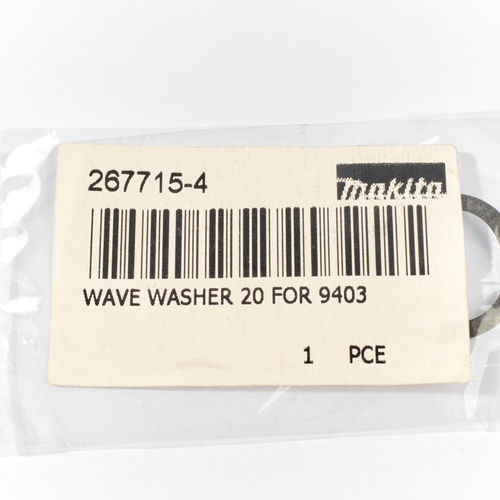 267715-4
makita
WAVE WASHER 20 FOR 9403
1 PCE